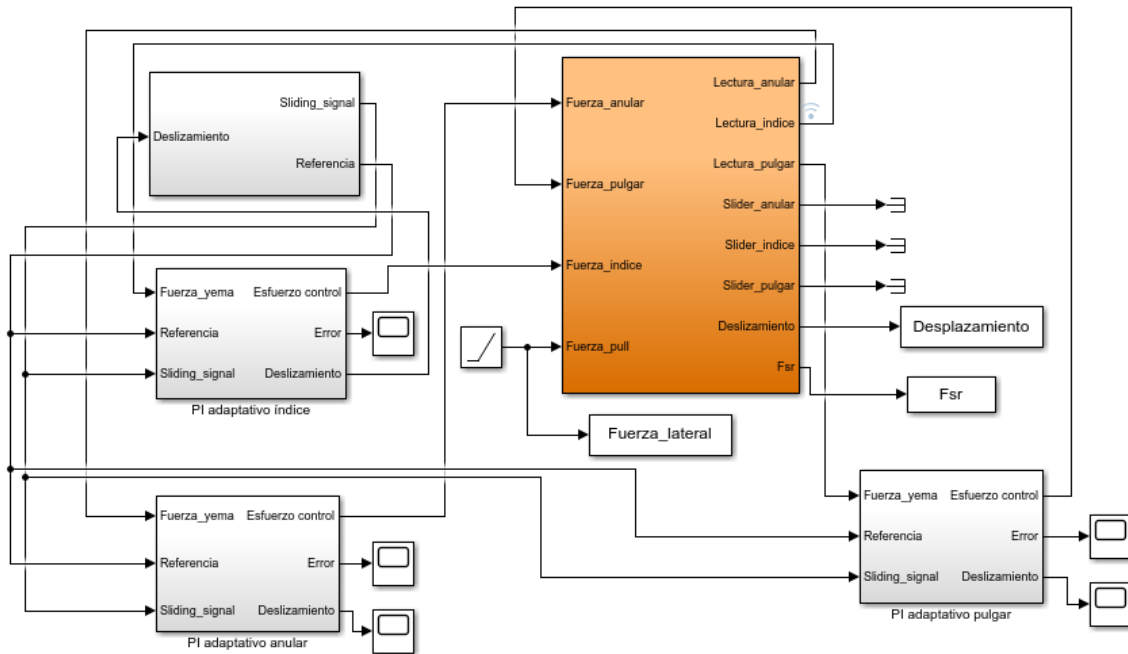 Sliding_signal
Deslizamiento
Referencia
Fuerza_yema
Esfuerzo control
Referencia
Error
Sliding_signal
Deslizamiento
PI adaptativo índice
Fuerza_yema
Esfuerzo control
Referencia
Error
Sliding_signal
Deslizamiento
PI adaptativo anular
Fuerza_anular
Fuerza_pulgar
Fuerza_indice
Fuerza_pull
Lectura_anular
Lectura_indice
Lectura_pulgar
Slider_anular
Slider_indice
Slider_pulgar
Deslizamiento
Fsr
Desplazamiento
Fsr
Fuerza_lateral
Fuerza_yema
Esfuerzo control
Referencia
Error
Sliding_signal
Deslizamiento
PI adaptativo pulgar